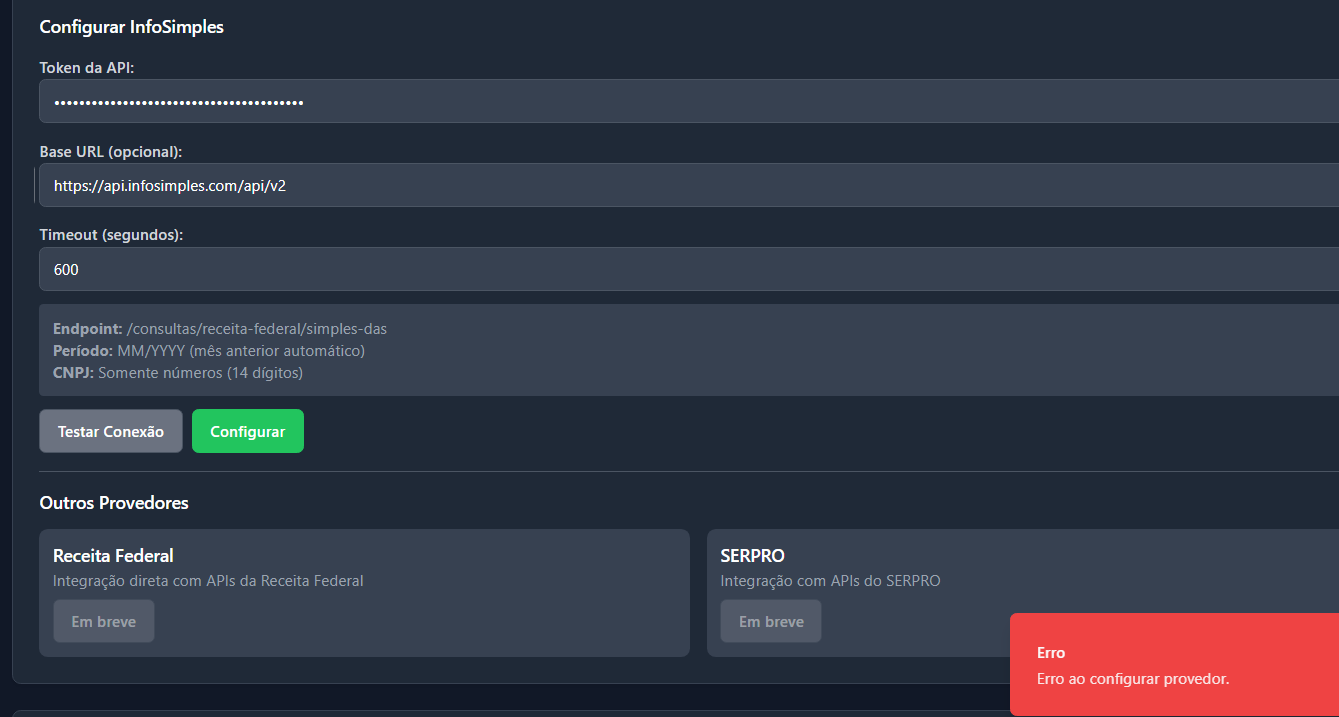 Configurar InfoSimples
Token da API:
••••••••••••••••••••••••••••••••••••••••
Base URL (opcional):
https://api.infosimples.com/api/v2
Timeout (segundos):
600
Endpoint: /consultas/receita-federal/simples-das
Período: MM/YYYY (mês anterior automático)
CNPJ: Somente números (14 dígitos)
Testar Conexão
Configurar
Outros Provedores
Receita Federal
Integração direta com APIs da Receita Federal
Em breve
SERPRO
Integração com APIs do SERPRO
Em breve
Erro
Erro ao configurar provedor.